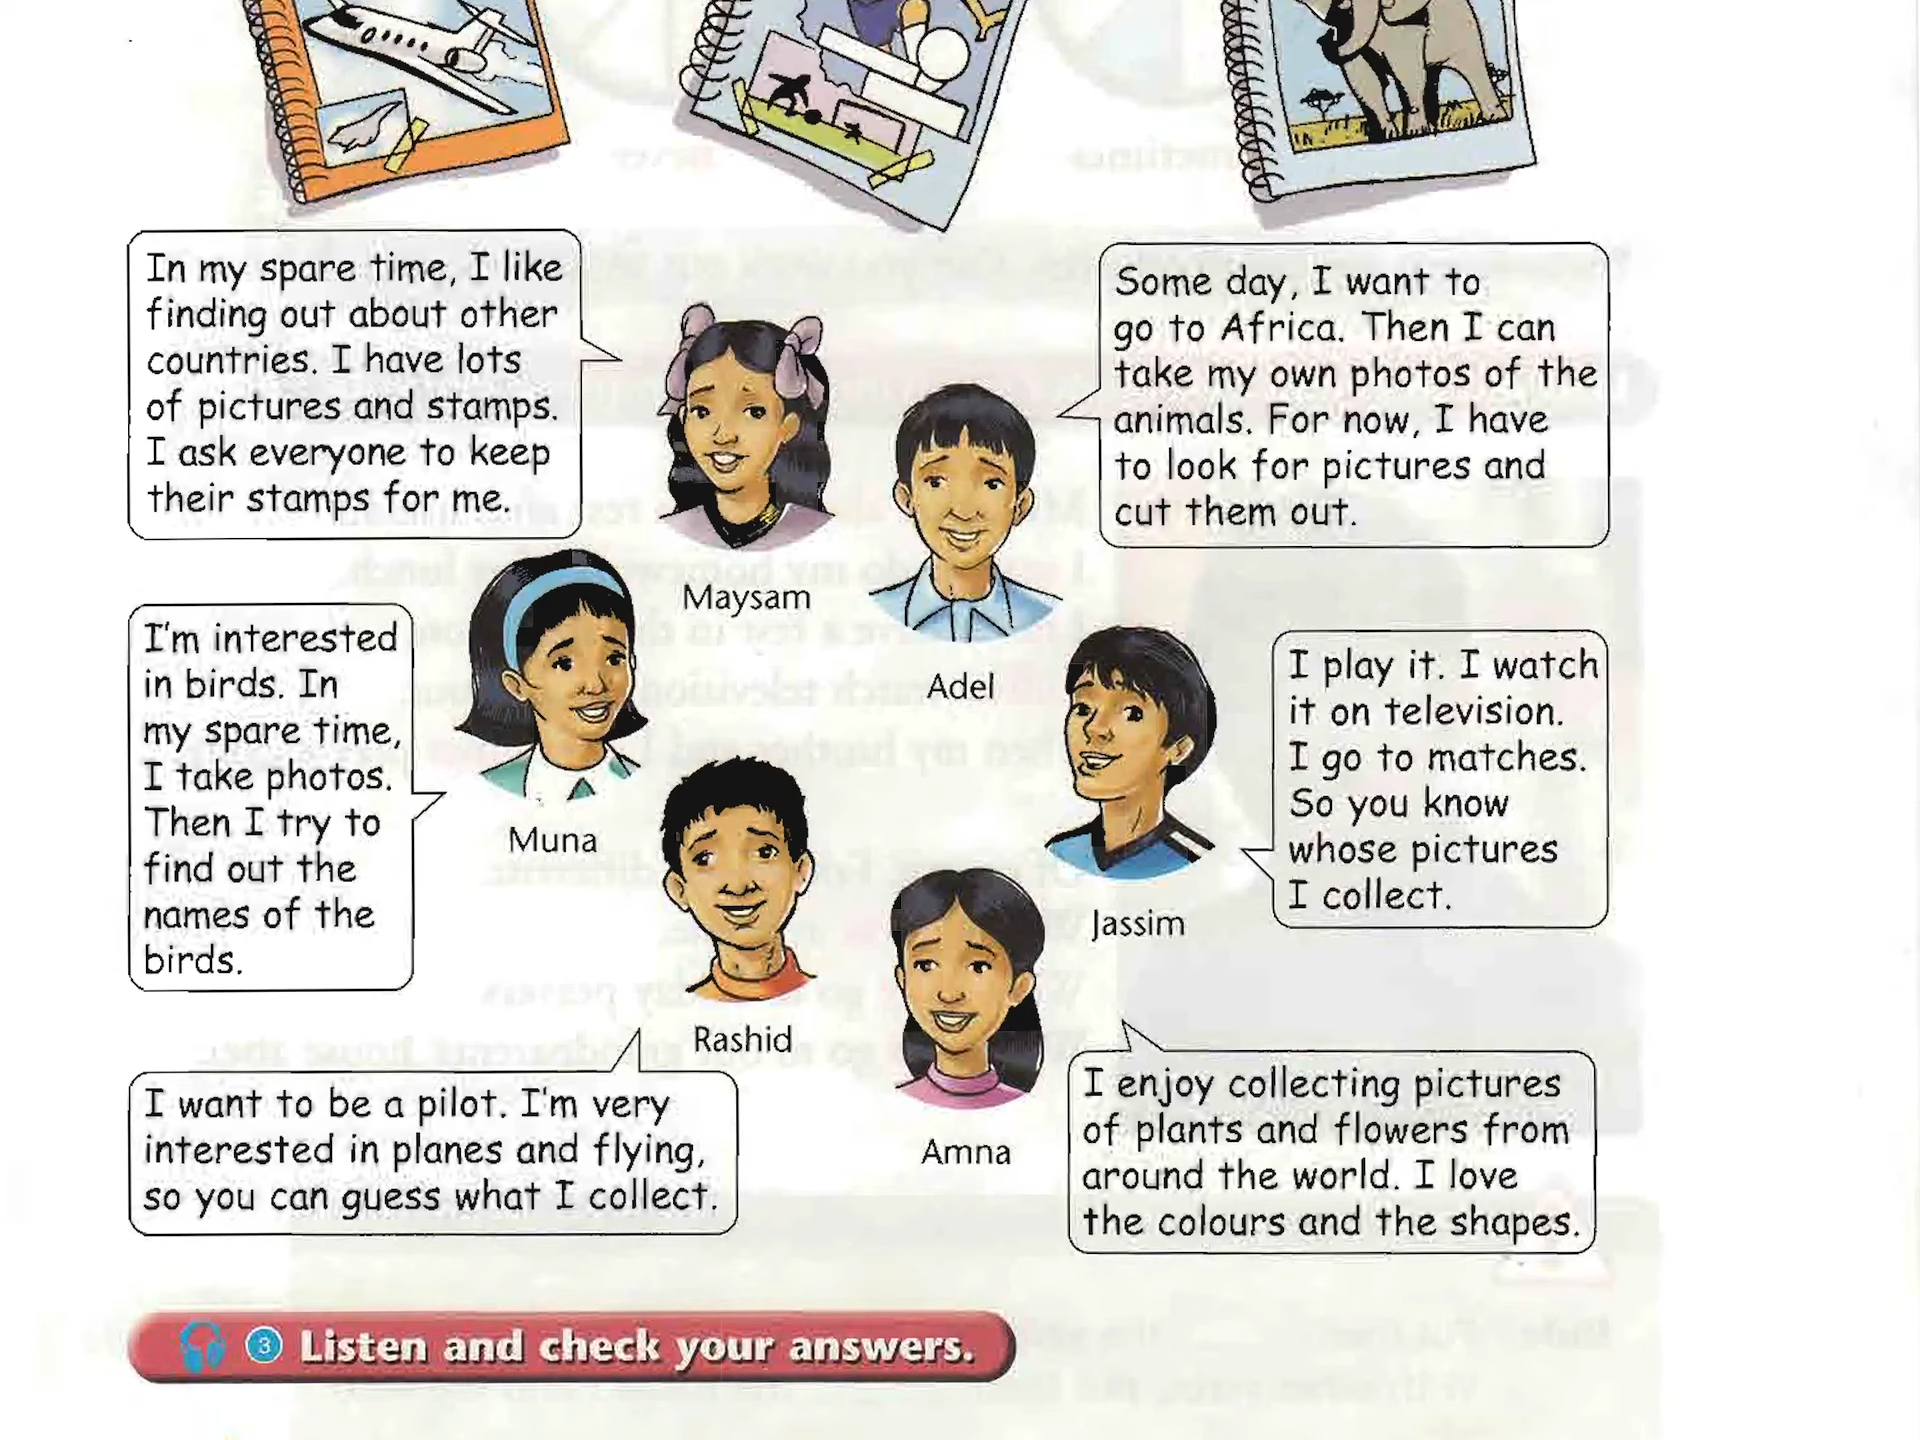 In my spare time, I like
finding out about other
countries. I have lots
of pictures and stamps.
I ask everyone to keep
their stamps for me.
Some day, I want to
go to Africa. Then I can
take my own photos of the
animals. For now, I have
to look for pictures and
cut them out.
Maysam
Adel
I'm interested
in birds. In
my spare time,
I take photos.
Then I try to
find out the
names of the
birds.
Muna
I play it. I watch
it on television.
I go to matches.
So you know
whose pictures
I collect.
Jassim
Rashid
I want to be a pilot. I'm very
interested in planes and flying,
so you can guess what I collect.
Amna
I enjoy collecting pictures
of plants and flowers from
around the world. I love
the colours and the shapes.
3 Listen and check your answers.